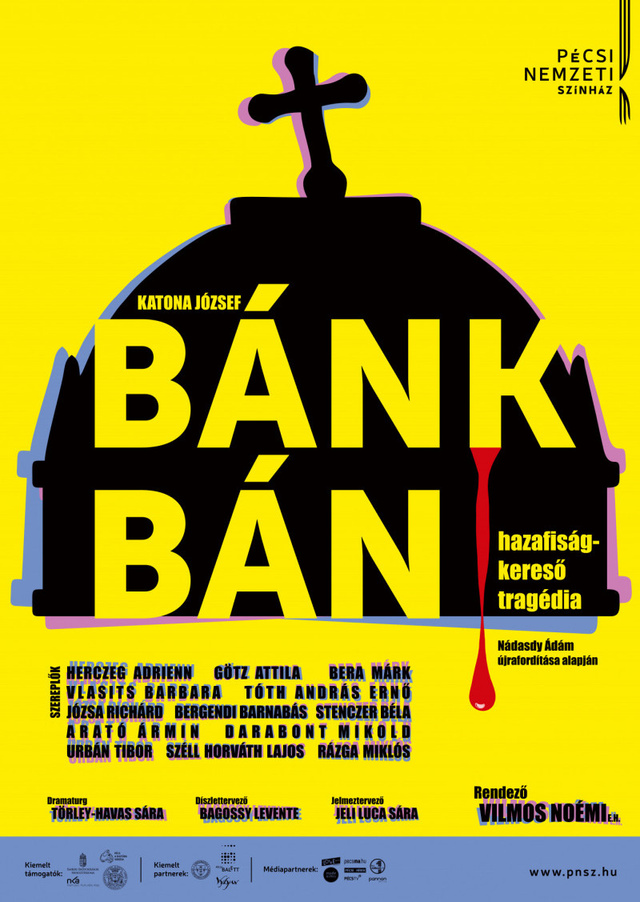 PÉCSI
NEMZETI
SZÍNHÁZ
KATONA JÓZSEF
BÁNK
BÁN
hazafiság-
kereső
tragédia
Nádasdy Ádám
újrafordítása alapján
SZEREPLŐK
HERCZEG ADRIENN GÖTZ ATTILA BERA MÁRK
VLASITS BARBARA TÓTH ANDRÁS ERNŐ
JÓZSA RICHÁRD BERGENDI BARNABÁS STENCZER BÉLA
ARATÓ ÁRMIN DARABONT MIKOLD
URBÁN TIBOR SZÉLL HORVÁTH LAJOS RÁZGA MIKLÓS
Dramaturg
TÖRLEY-HAVAS SÁRA
Díszlettervező
BAGOSSY LEVENTE
Jelmeztervező
JELI LUCA SÁRA
Rendező
VILMOS NOÉMI E.H.
Kiemelt
támogatók:
nka
Kiemelt
partnerek:
Médiapartnerek:
pannon
www.pnsz.hu